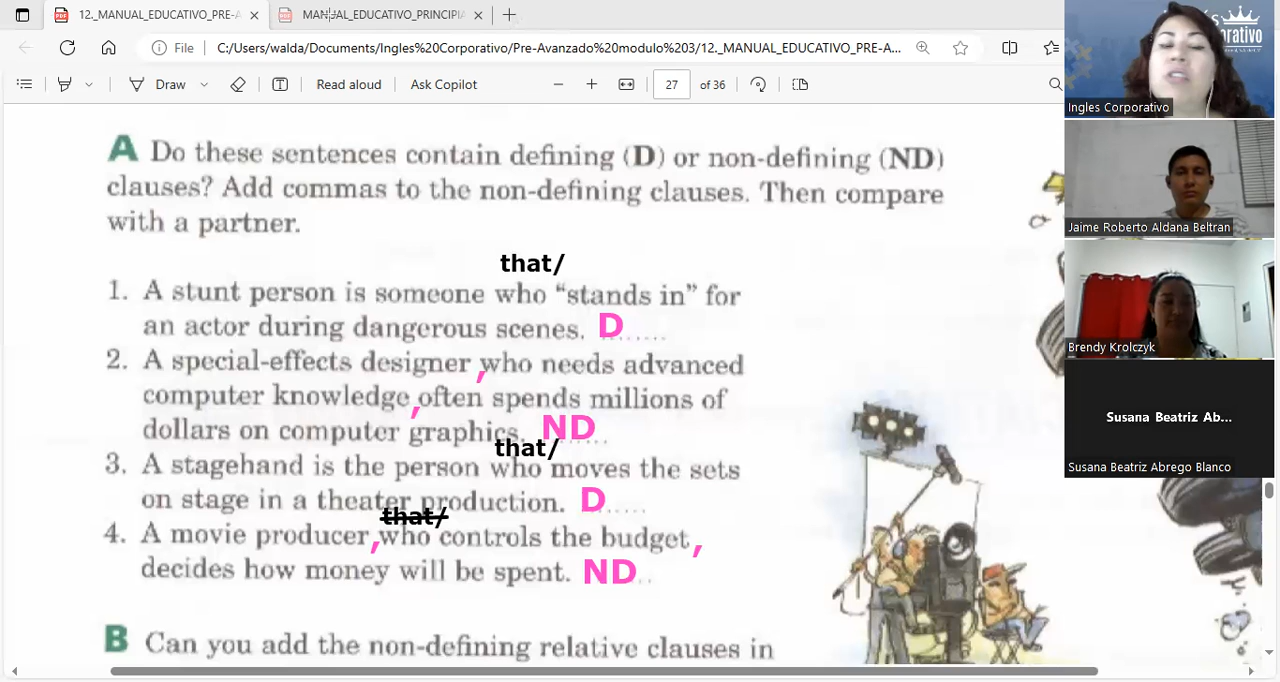 12._MANUAL_EDUCATIVO_PRE-A
MANUAL_EDUCATIVO_PRINCIPIA
File
C:/Users/walda/Documents/Ingles%20Corporativo/Pre-Avanzado%20modulo%203/12._MANUAL_EDUCATIVO_PRE-A...
Draw
Read aloud
Ask Copilot
27 of 36
A Do these sentences contain defining (D) or non-defining (ND)
clauses? Add commas to the non-defining clauses. Then compare
with a partner.
that/
1. A stunt person is someone who “stands in” for
an actor during dangerous scenes. D
2. A special-effects designer, who needs advanced
computer knowledge, often spends millions of
dollars on computer graphics. ND
that/
3. A stagehand is the person who moves the sets
on stage in a theater production. D
that/
4. A movie producer, who controls the budget,
decides how money will be spent. ND
B Can you add the non-defining relative clauses in
Ingles Corporativo
Jaime Roberto Aldana Beltran
Brendy Krolczyk
Susana Beatriz Ab...
Susana Beatriz Abrego Blanco